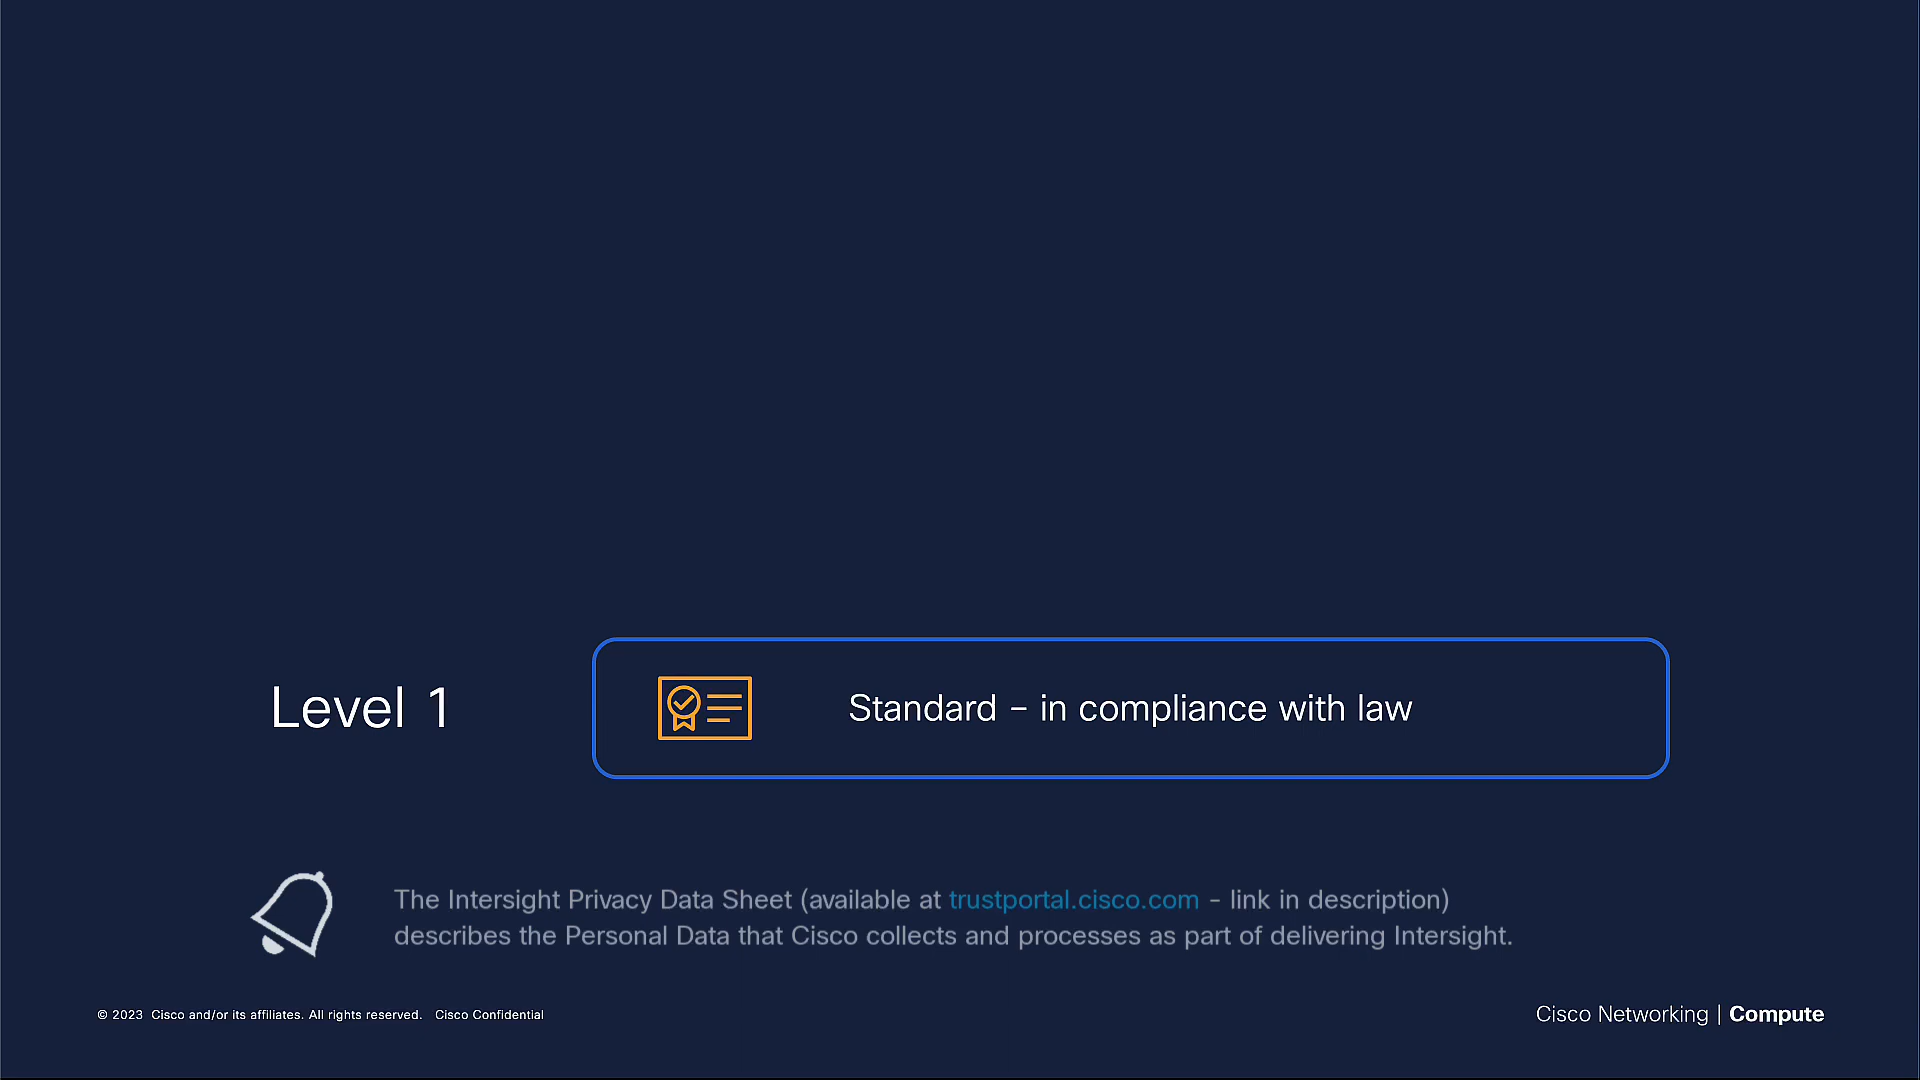 Level 1
Standard – in compliance with law
The Intersight Privacy Data Sheet (available at trustportal.cisco.com - link in description)
describes the Personal Data that Cisco collects and processes as part of delivering Intersight.
© 2023 Cisco and/or its affiliates. All rights reserved. Cisco Confidential
Cisco Networking | Compute